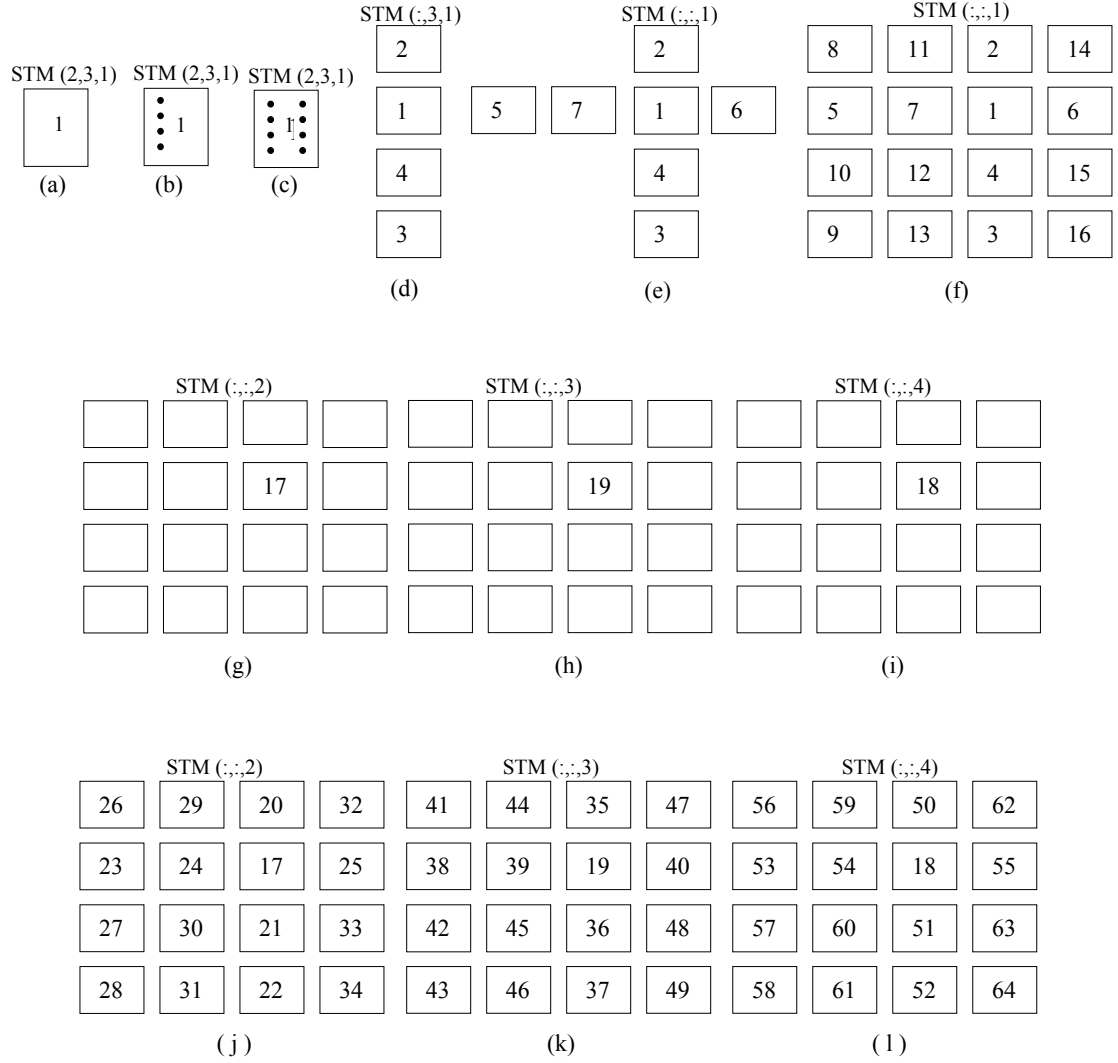 STM (:,3,1) STM (:,:,1) STM (:,:,1)
2 2 8 11 2 14
STM (2,3,1) STM (2,3,1) STM (2,3,1)
1 1 1 1 5 7 1 6 5 7 1 6
4 4 10 12 4 15
(a) (b) (c)
3 3 9 13 3 16
(d) (e) (f)
STM (:,:,2) STM (:,:,3) STM (:,:,4)
17 19 18
(g) (h) (i)
STM (:,:,2) STM (:,:,3) STM (:,:,4)
26 29 20 32 41 44 35 47 56 59 50 62
23 24 17 25 38 39 19 40 53 54 18 55
27 30 21 33 42 45 36 48 57 60 51 63
28 31 22 34 43 46 37 49 58 61 52 64
( j ) (k) ( l )